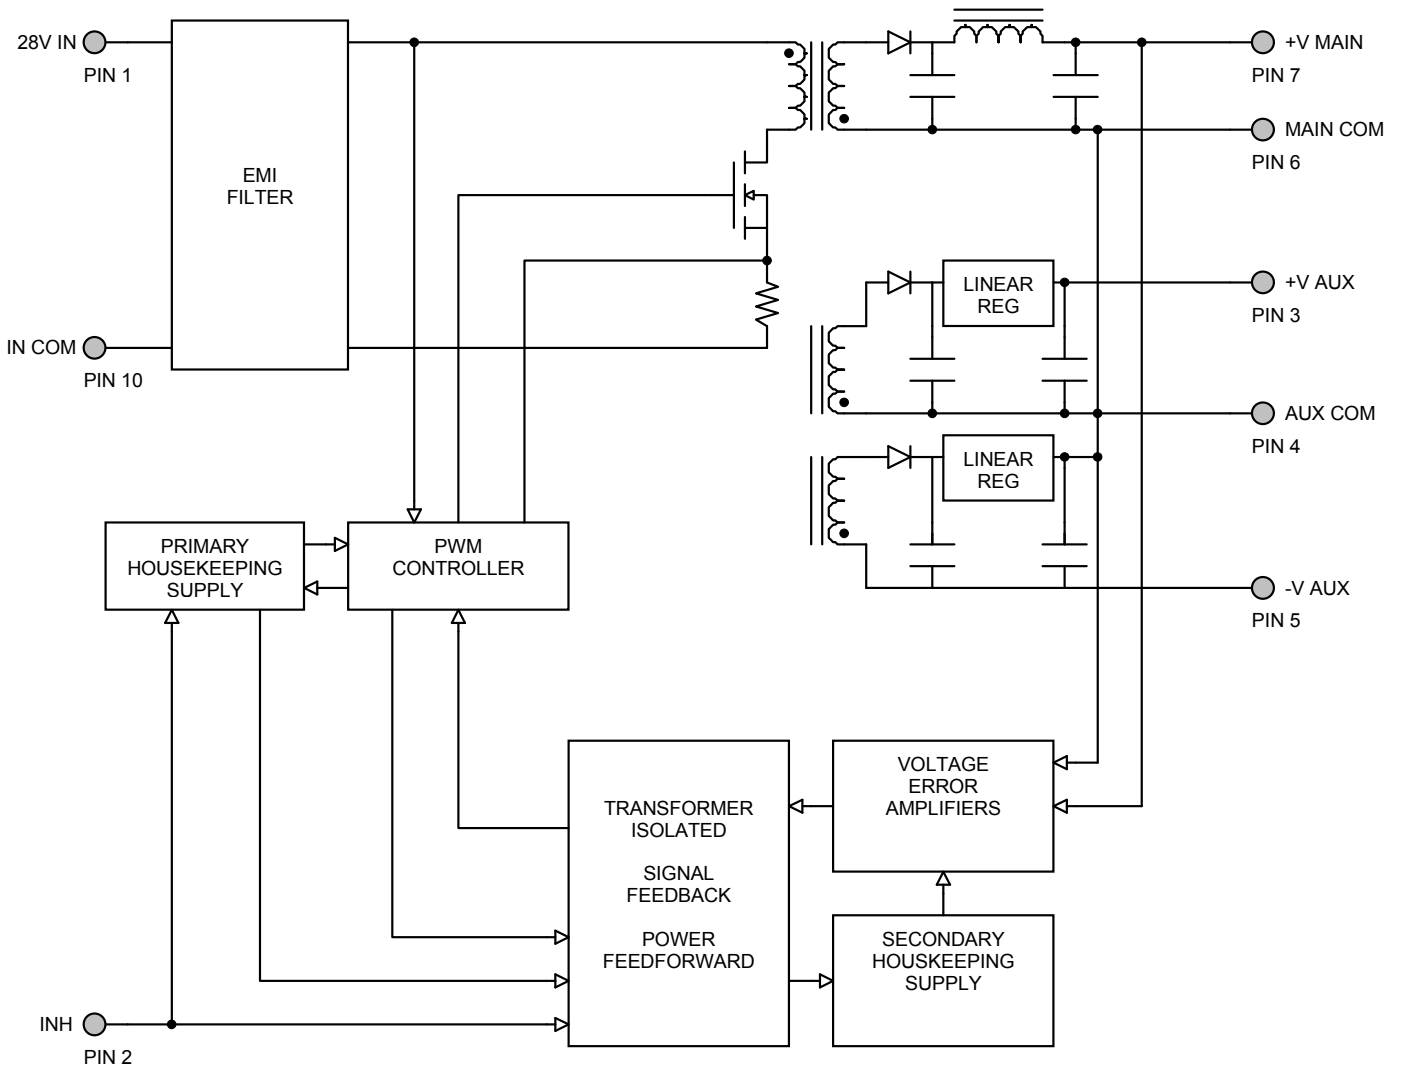 28V IN
PIN 1
EMI
FILTER
IN COM
PIN 10
+V MAIN
PIN 7
MAIN COM
PIN 6
LINEAR
REG
+V AUX
PIN 3
AUX COM
PIN 4
LINEAR
REG
-V AUX
PIN 5
PRIMARY
HOUSEKEEPING
SUPPLY
PWM
CONTROLLER
TRANSFORMER
ISOLATED
SIGNAL
FEEDBACK
POWER
FEEDFORWARD
VOLTAGE
ERROR
AMPLIFIERS
SECONDARY
HOUSKEEPING
SUPPLY
INH
PIN 2